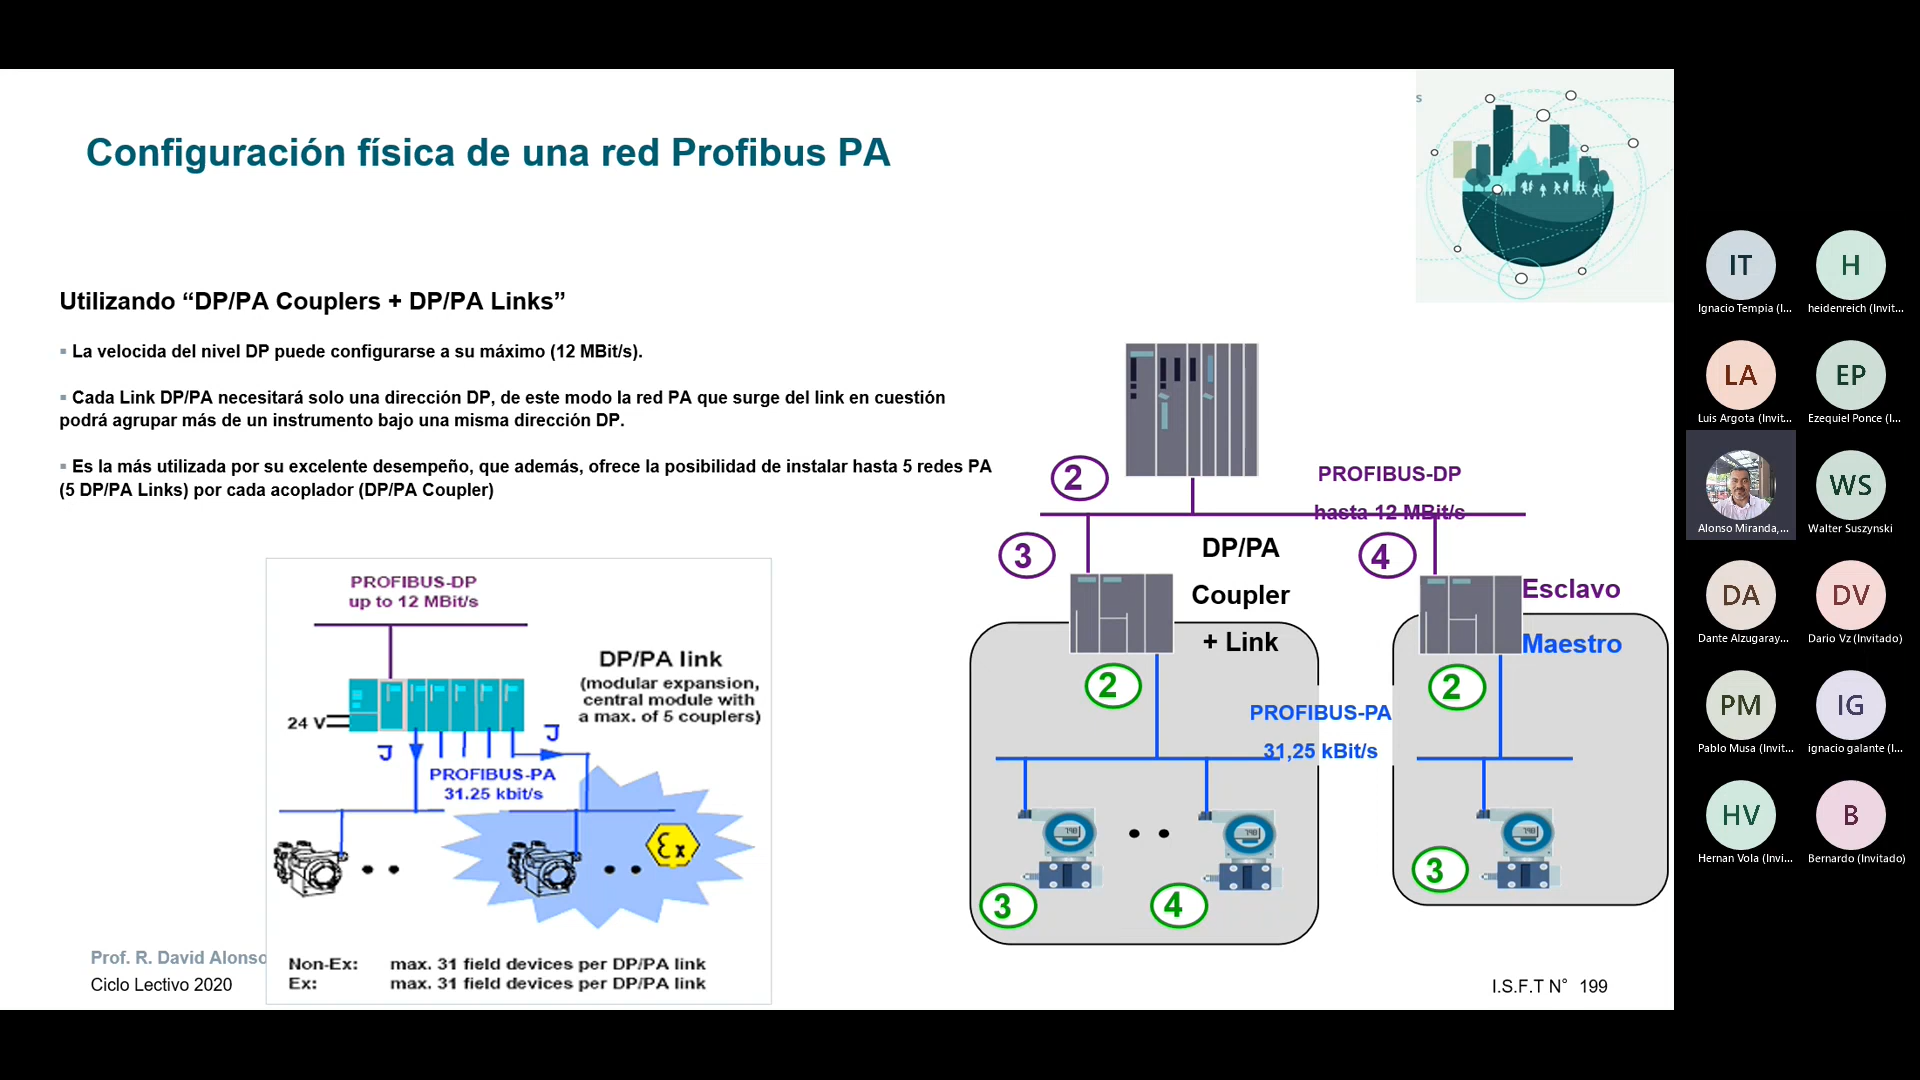 s
Configuración física de una red Profibus PA
Utilizando “DP/PA Couplers + DP/PA Links”
▪ La velocida del nivel DP puede configurarse a su máximo (12 MBit/s).
▪ Cada Link DP/PA necesitará solo una dirección DP, de este modo la red PA que surge del link en cuestión
podrá agrupar más de un instrumento bajo una misma dirección DP.
▪ Es la más utilizada por su excelente desempeño, que además, ofrece la posibilidad de instalar hasta 5 redes PA
(5 DP/PA Links) por cada acoplador (DP/PA Coupler)
PROFIBUS-DP
up to 12 MBit/s
DP/PA link
(modular expansion,
central module with
a max. of 5 couplers)
24 V
J
J
PROFIBUS-PA
31.25 kbit/s
Ex
Non-Ex: max. 31 field devices per DP/PA link
Ex: max. 31 field devices per DP/PA link
2
PROFIBUS-DP
hasta 12 MBit/s
3
DP/PA
Coupler
+ Link
4
Esclavo
Maestro
2
2
PROFIBUS-PA
31,25 kBit/s
3
4
3
Prof. R. David Alonso
Ciclo Lectivo 2020
I.S.F.T N° 199
IT
Ignacio Tempia (I...
H
heidenreich (Invit...
LA
Luis Argota (Invit...
EP
Ezequiel Ponce (I...
Alonso Miranda,...
WS
Walter Suszynski
DA
Dante Alzugaray...
DV
Dario Vz (Invitado)
PM
Pablo Musa (Invit...
IG
ignacio galante (I...
HV
Hernan Vola (Invi...
B
Bernardo (Invitado)